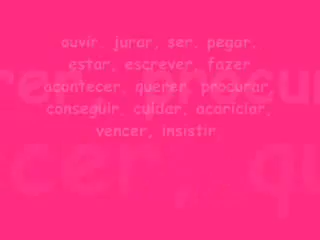 ouvir, jurar, ser, pegar,
estar, escrever, fazer
acontecer, querer, procurar,
conseguir, cuidar, acariciar,
vencer, insistir